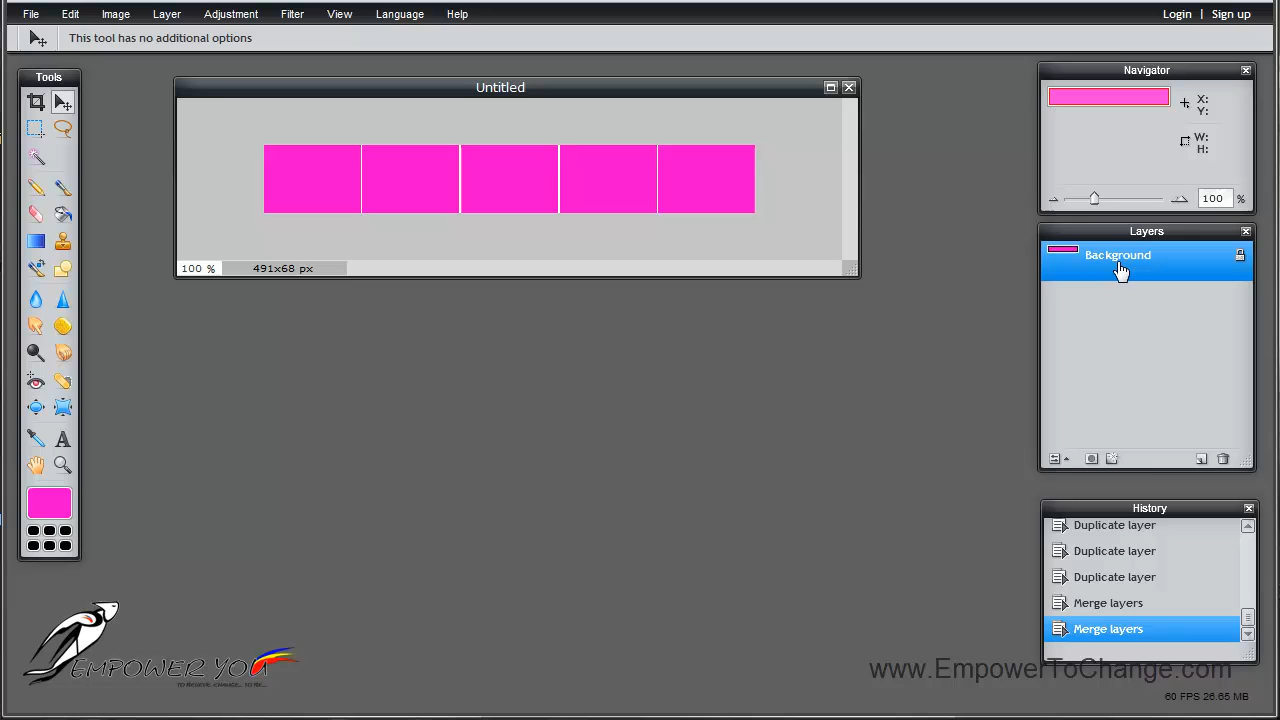 File Edit Image Layer Adjustment Filter View Language Help Login | Sign up
This tool has no additional options
Tools
Untitled
100 % 491x68 px
Navigator
X:
Y:
W:
H:
100 %
Layers
Background
History
Duplicate layer
Duplicate layer
Duplicate layer
Merge layers
Merge layers
EMPOWER YOU
www.EmpowerToChange.com
60 FPS 26.65 MB